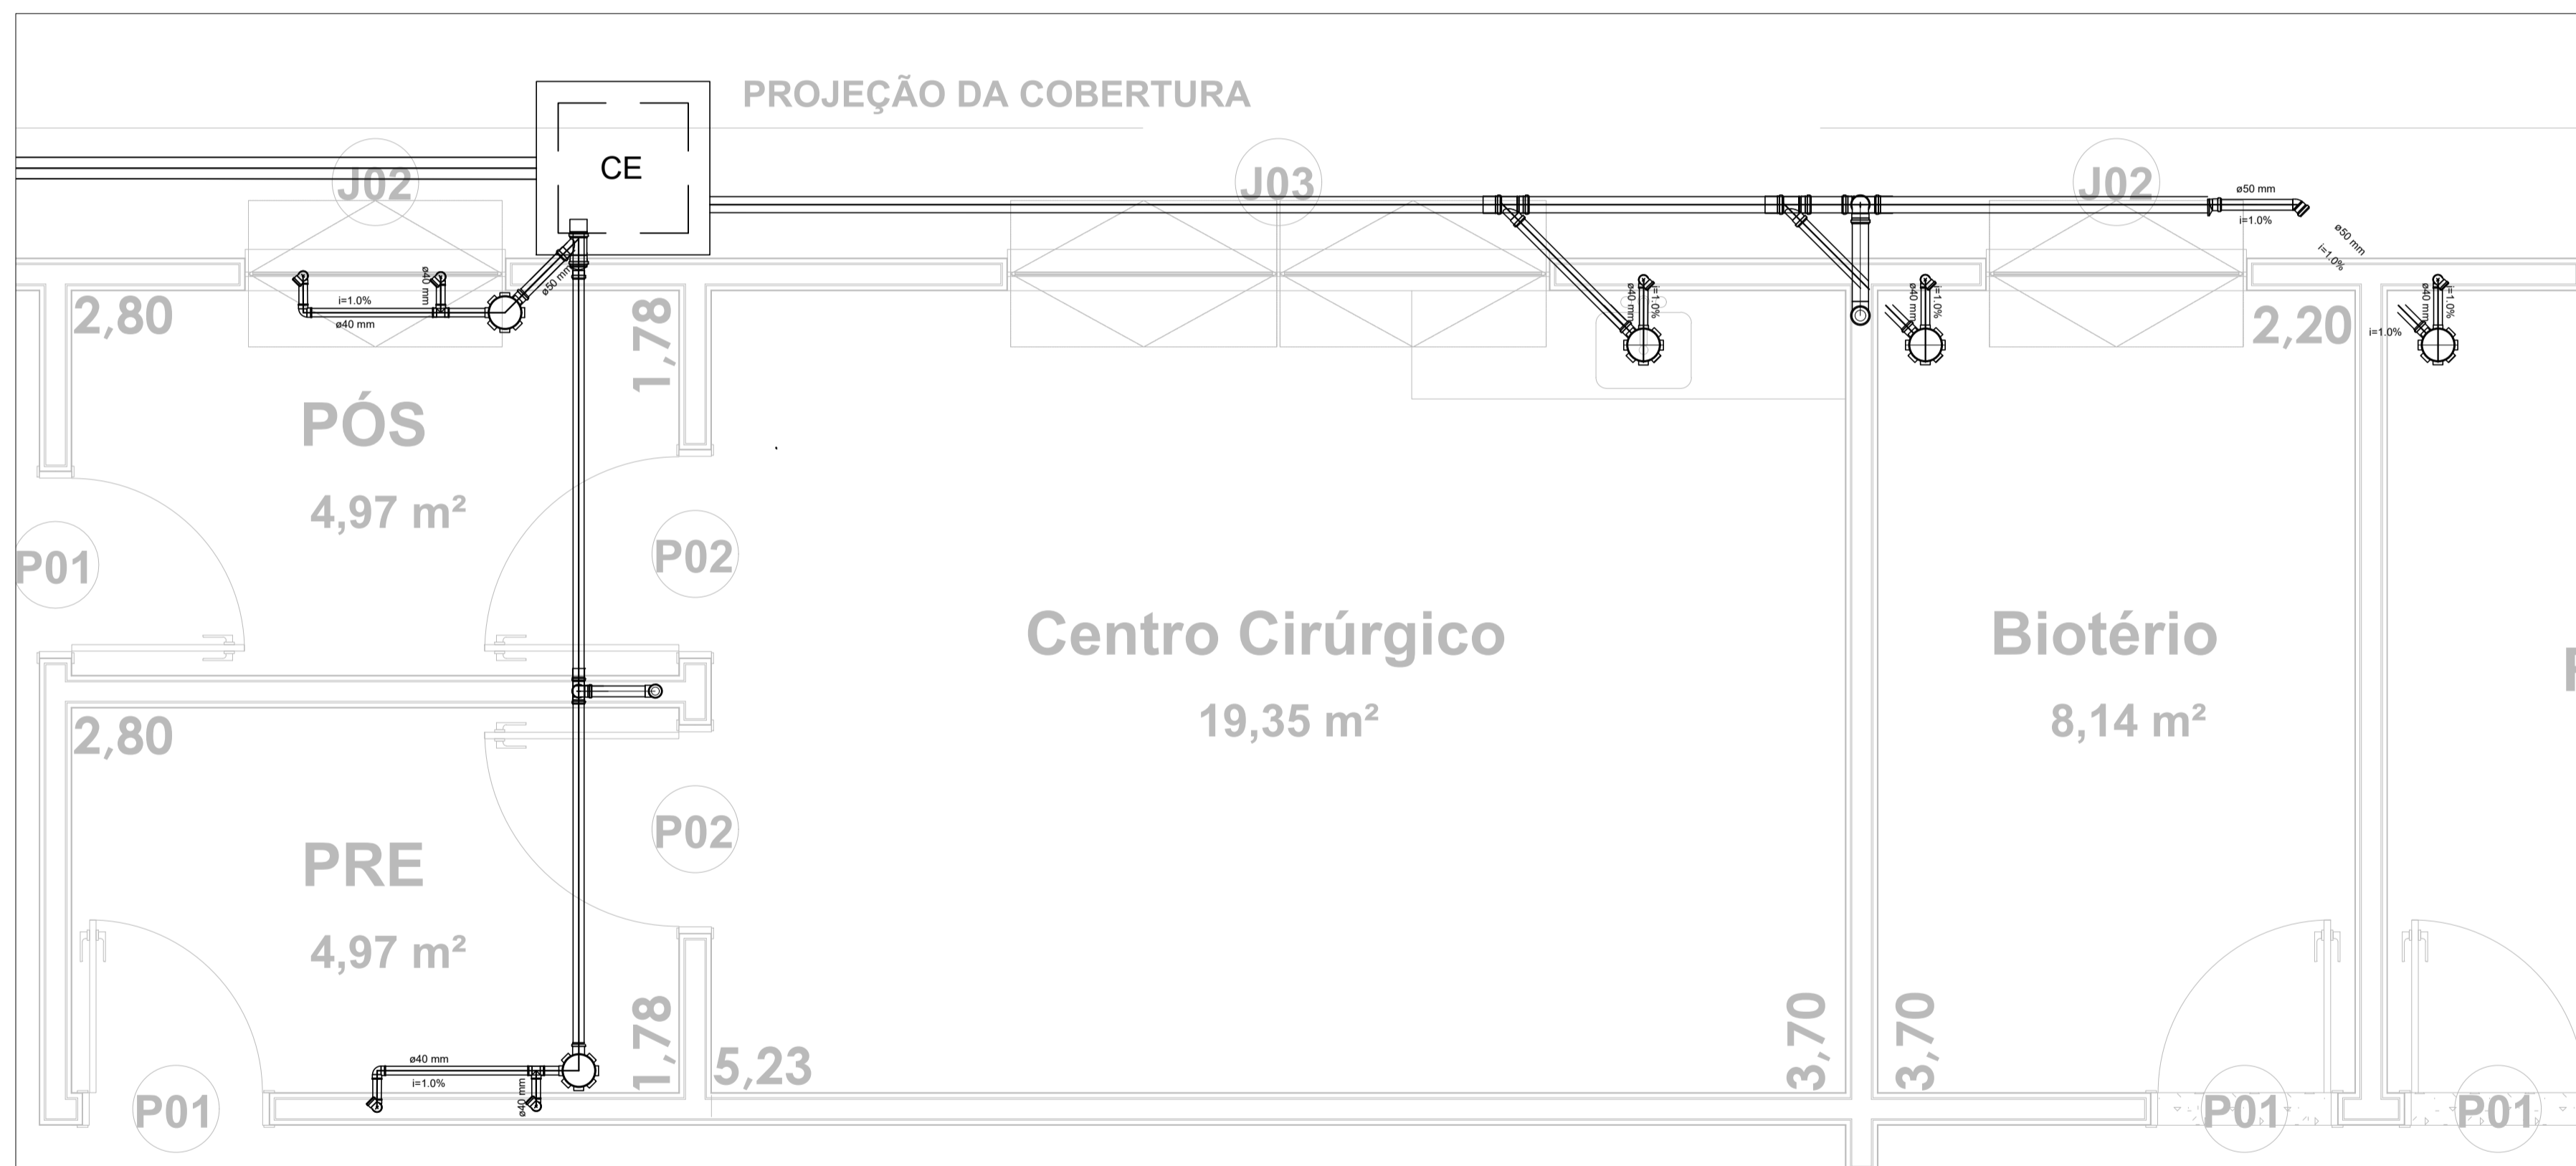 PROJEÇÃO DA COBERTURA
CE
J02
J03
J02
ø50 mm
i=1.0%
ø50 mm
i=1.0%
ø50 mm
ø40 mm
i=1.0%
ø40 mm
ø40 mm
i=1.0%
ø40 mm
i=1.0%
ø40 mm
i=1.0%
i=1.0%
2,80
1,78
2,20
PÓS
4,97 m²
P01
P02
Centro Cirúrgico
19,35 m²
Biotério
8,14 m²
2,80
PRE
4,97 m²
P02
1,78
5,23
3,70
3,70
ø40 mm
i=1.0%
ø40 mm
P01
P01
P01